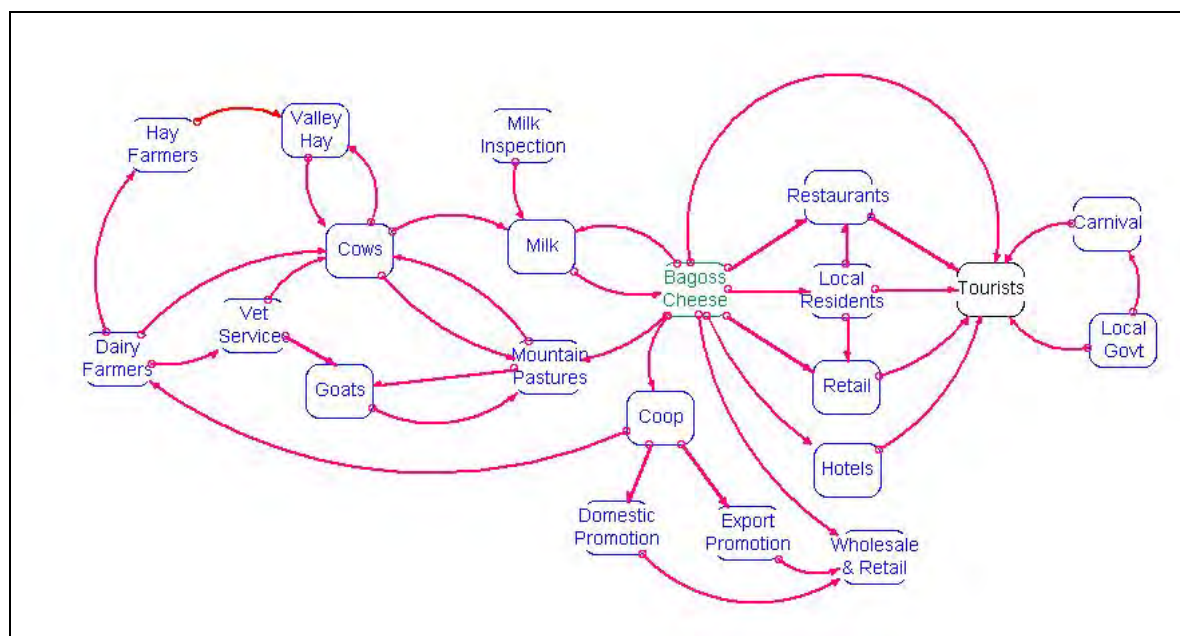 Hay
Farmers
Valley
Hay
Milk
Inspection
Restaurants
Carnival
Cows
Milk
Bagoss
Cheese
Local
Residents
Tourists
Vet
Service
Dairy
Farmers
Mountain
Pastures
Local
Govt
Goats
Retail
Coop
Hotels
Domestic
Promotion
Export
Promotion
Wholesale
& Retail